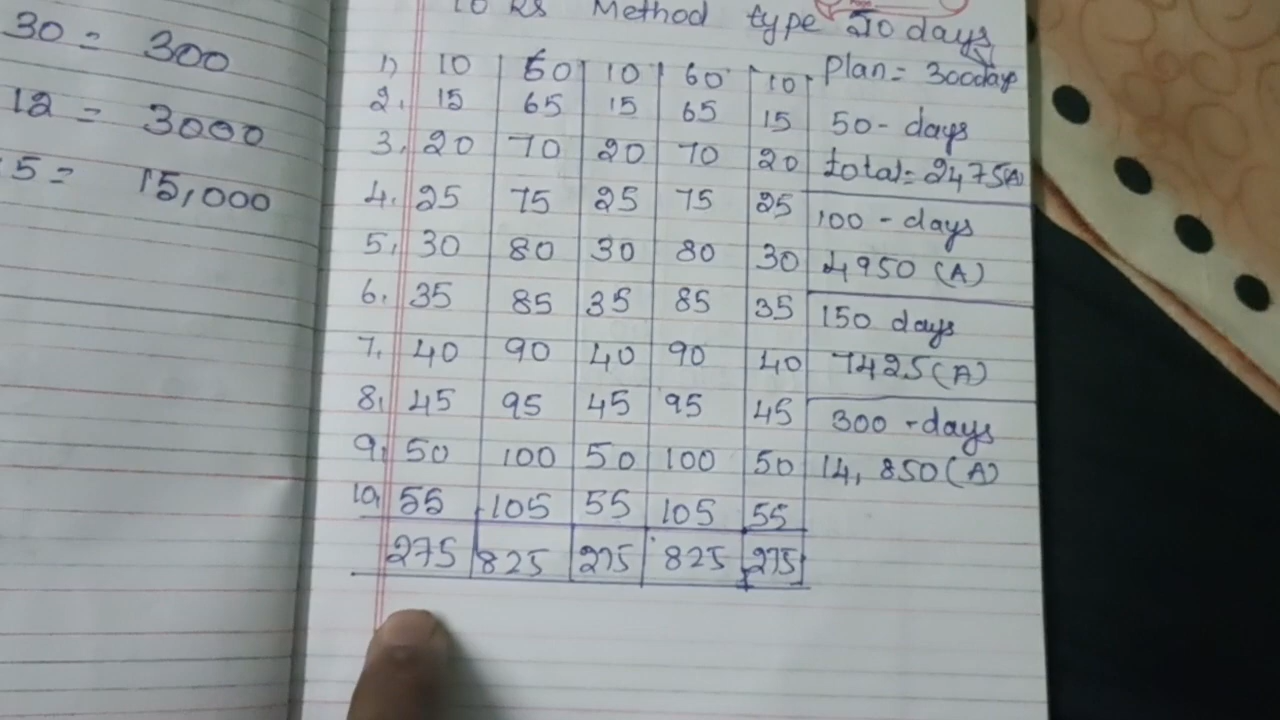 30 = 300
12 = 3000
5 = 15,000
10 Rs Method type 50 days
Plan = 300days
1) 10 60 10 60 10
2. 15 65 15 65 15 50 - days
3. 20 70 20 70 20 total = 2475(A)
4. 25 75 25 75 25 100 - days
5. 30 80 30 80 30 4950 (A)
6. 35 85 35 85 35 150 days
7. 40 90 40 90 40 7425 (A)
8. 45 95 45 95 45 300 - days
9. 50 100 50 100 50 14,850 (A)
10. 55 105 55 105 55
275 825 275 825 275